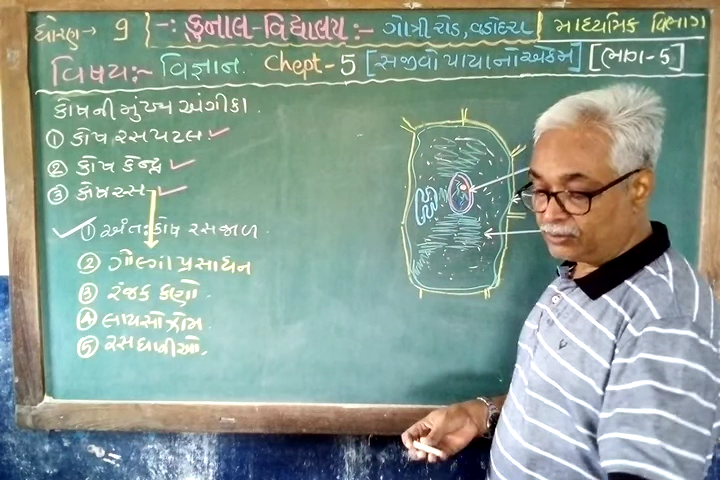 ધોરણ→ 9 -: કુનાલ-વિદ્યાલય :- ગોત્રી રોડ, વડોદરા માધ્યમિક વિભાગ
વિષય:- વિજ્ઞાન. Chept-5 [સજીવો પાયાનો એકમ] [ભાગ-5]
કોષની મુખ્ય અંગીકા.
① કોષ રસપટલ
② કોષ કેન્દ્ર
③ કોષરસ
① અંત:કોષ રસજાળ.
② ગોલ્ગી પ્રસાધન
③ રંજક કણો.
④ લાયસોઝોમ.
⑤ રસધાનીઓ.